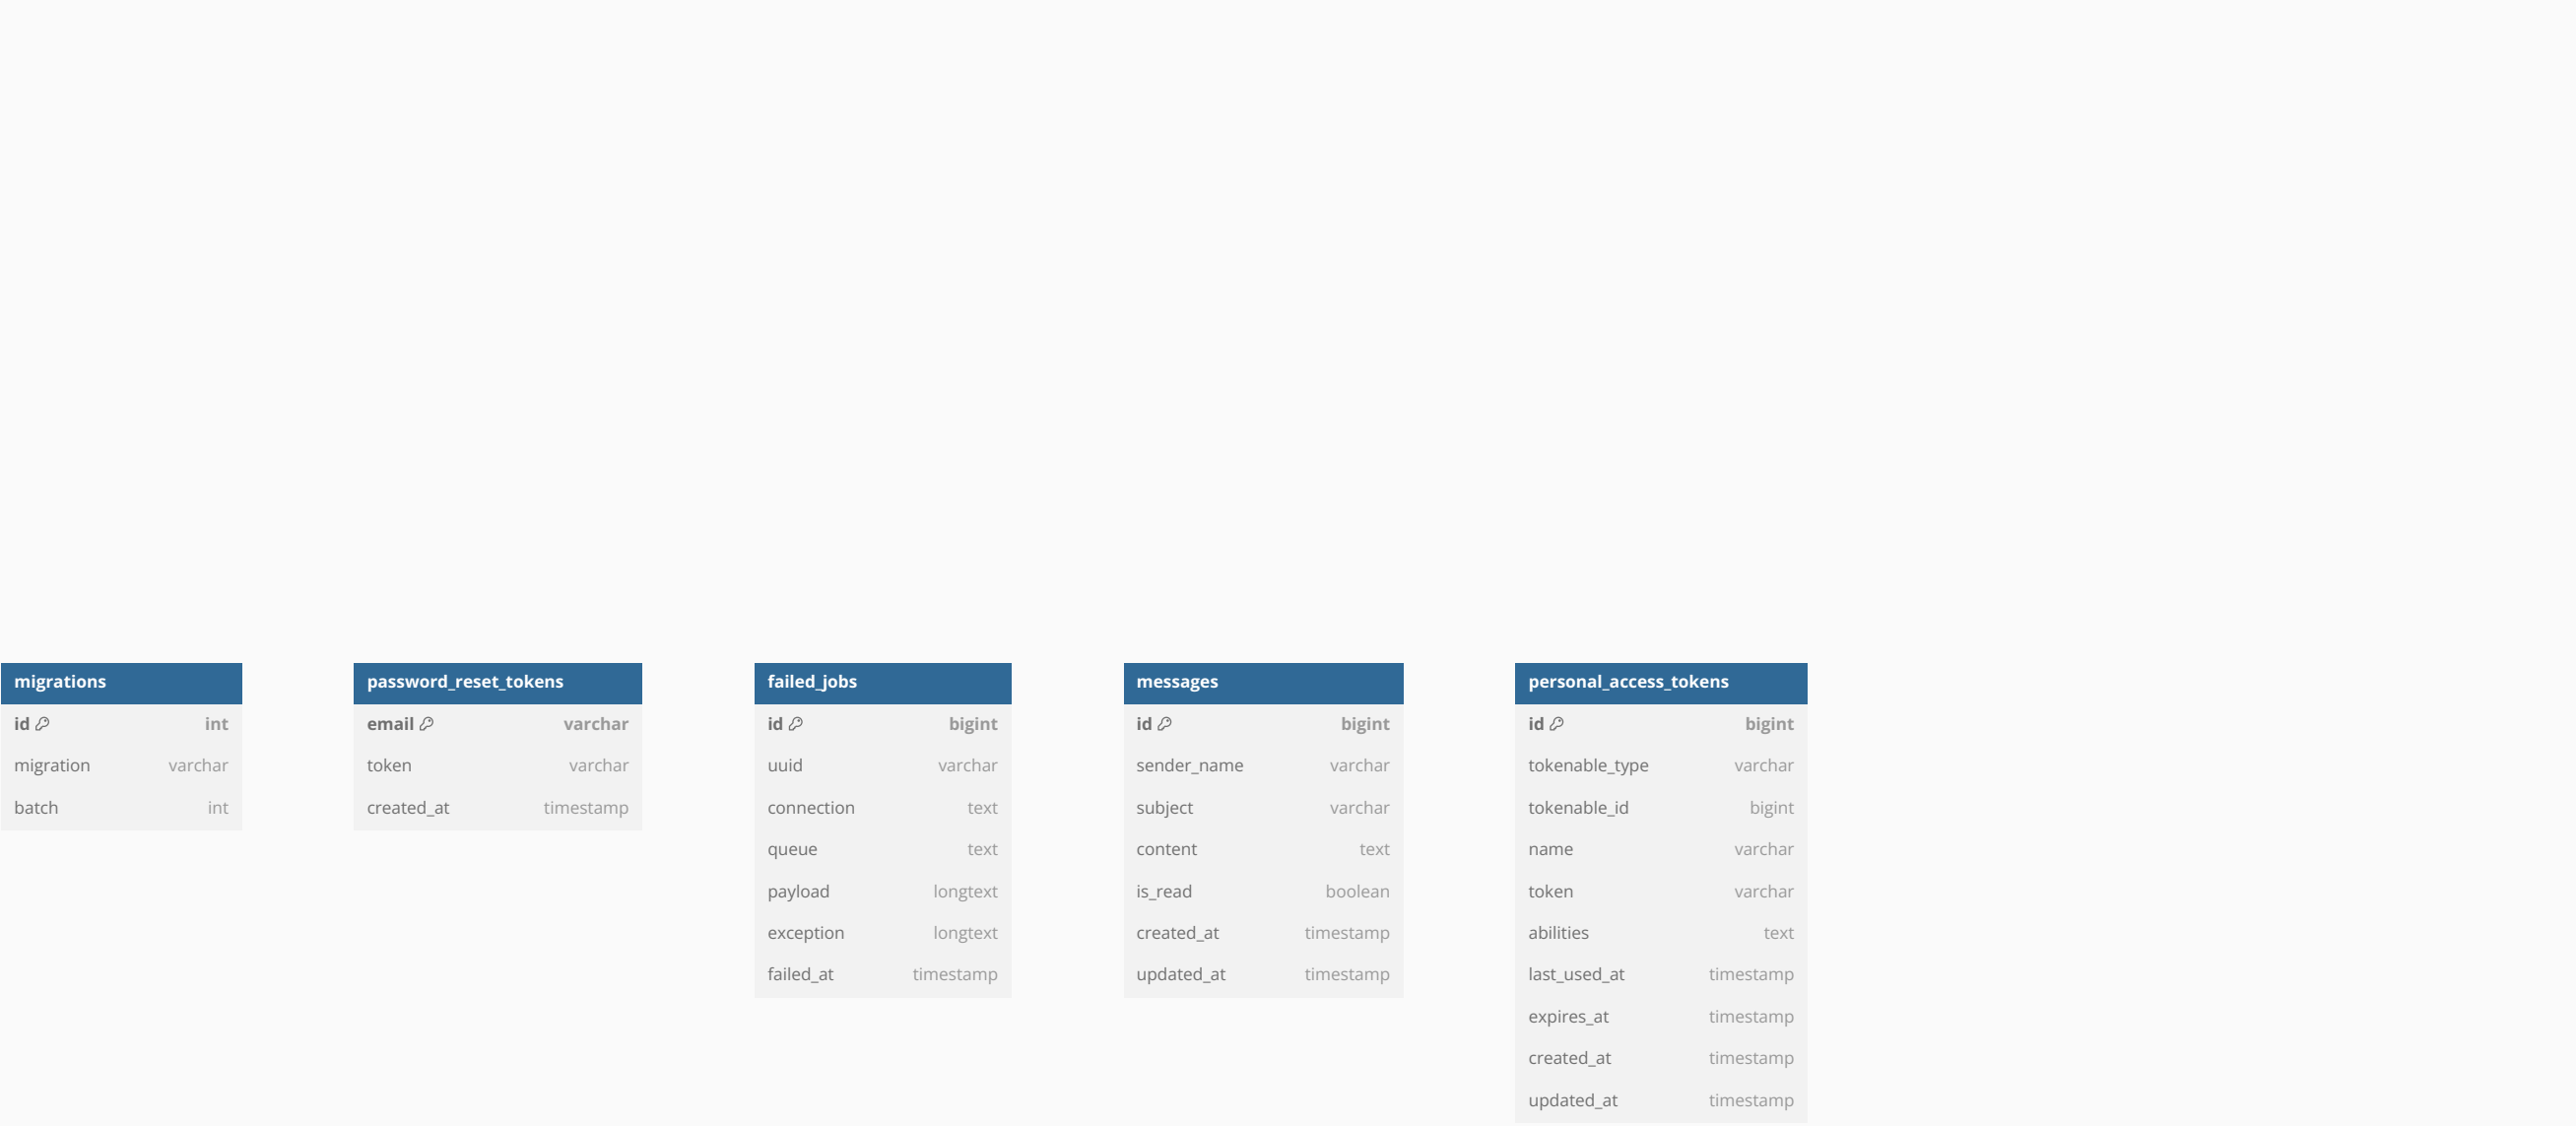 migrations
id int
migration varchar
batch int
password_reset_tokens
email varchar
token varchar
created_at timestamp
failed_jobs
id bigint
uuid varchar
connection text
queue text
payload longtext
exception longtext
failed_at timestamp
messages
id bigint
sender_name varchar
subject varchar
content text
is_read boolean
created_at timestamp
updated_at timestamp
personal_access_tokens
id bigint
tokenable_type varchar
tokenable_id bigint
name varchar
token varchar
abilities text
last_used_at timestamp
expires_at timestamp
created_at timestamp
updated_at timestamp